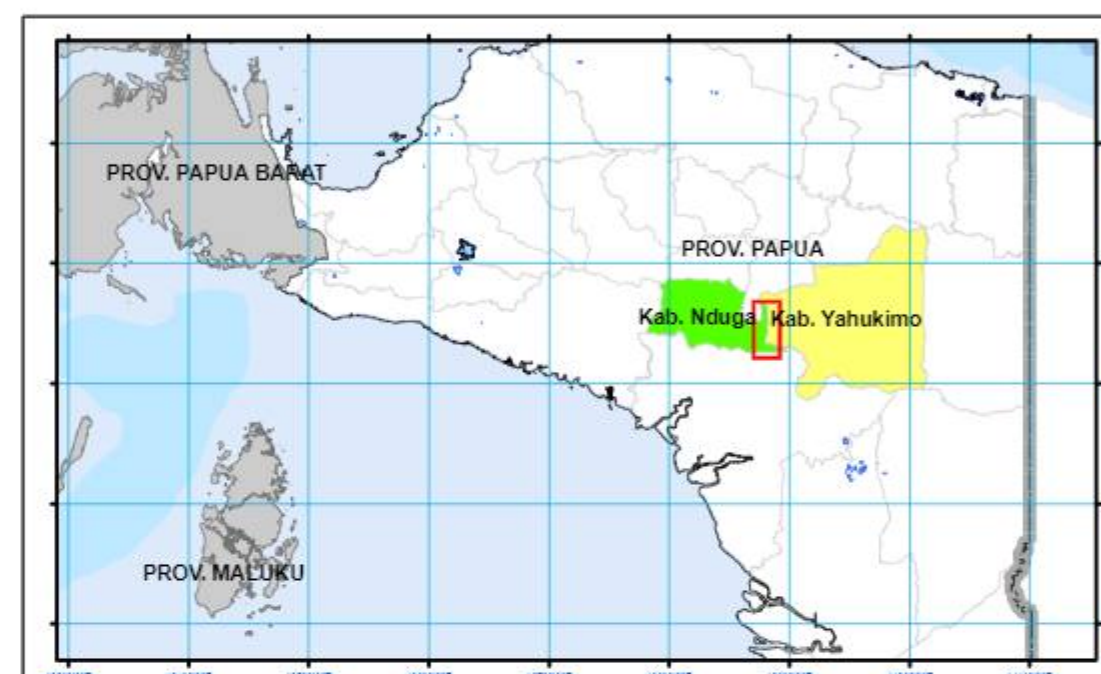 PROV. PAPUA BARAT
PROV. PAPUA
Kab. Nduga
Kab. Yahukimo
PROV. MALUKU